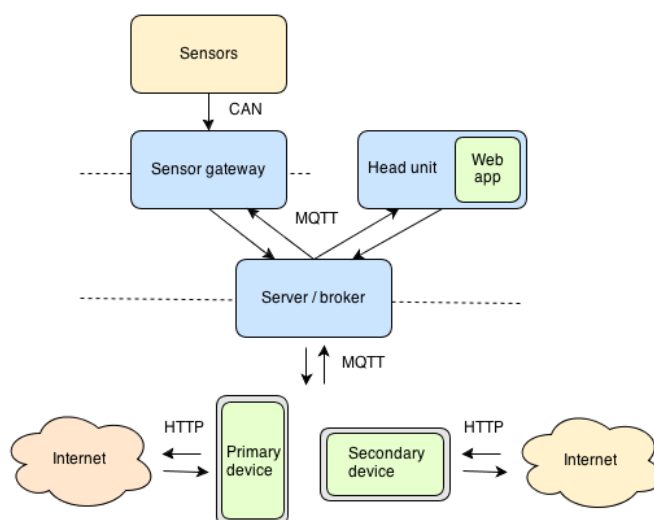 Sensors
CAN
Sensor gateway
Head unit
Web
app
MQTT
Server / broker
MQTT
HTTP
Internet
Primary
device
Secondary
device
HTTP
Internet